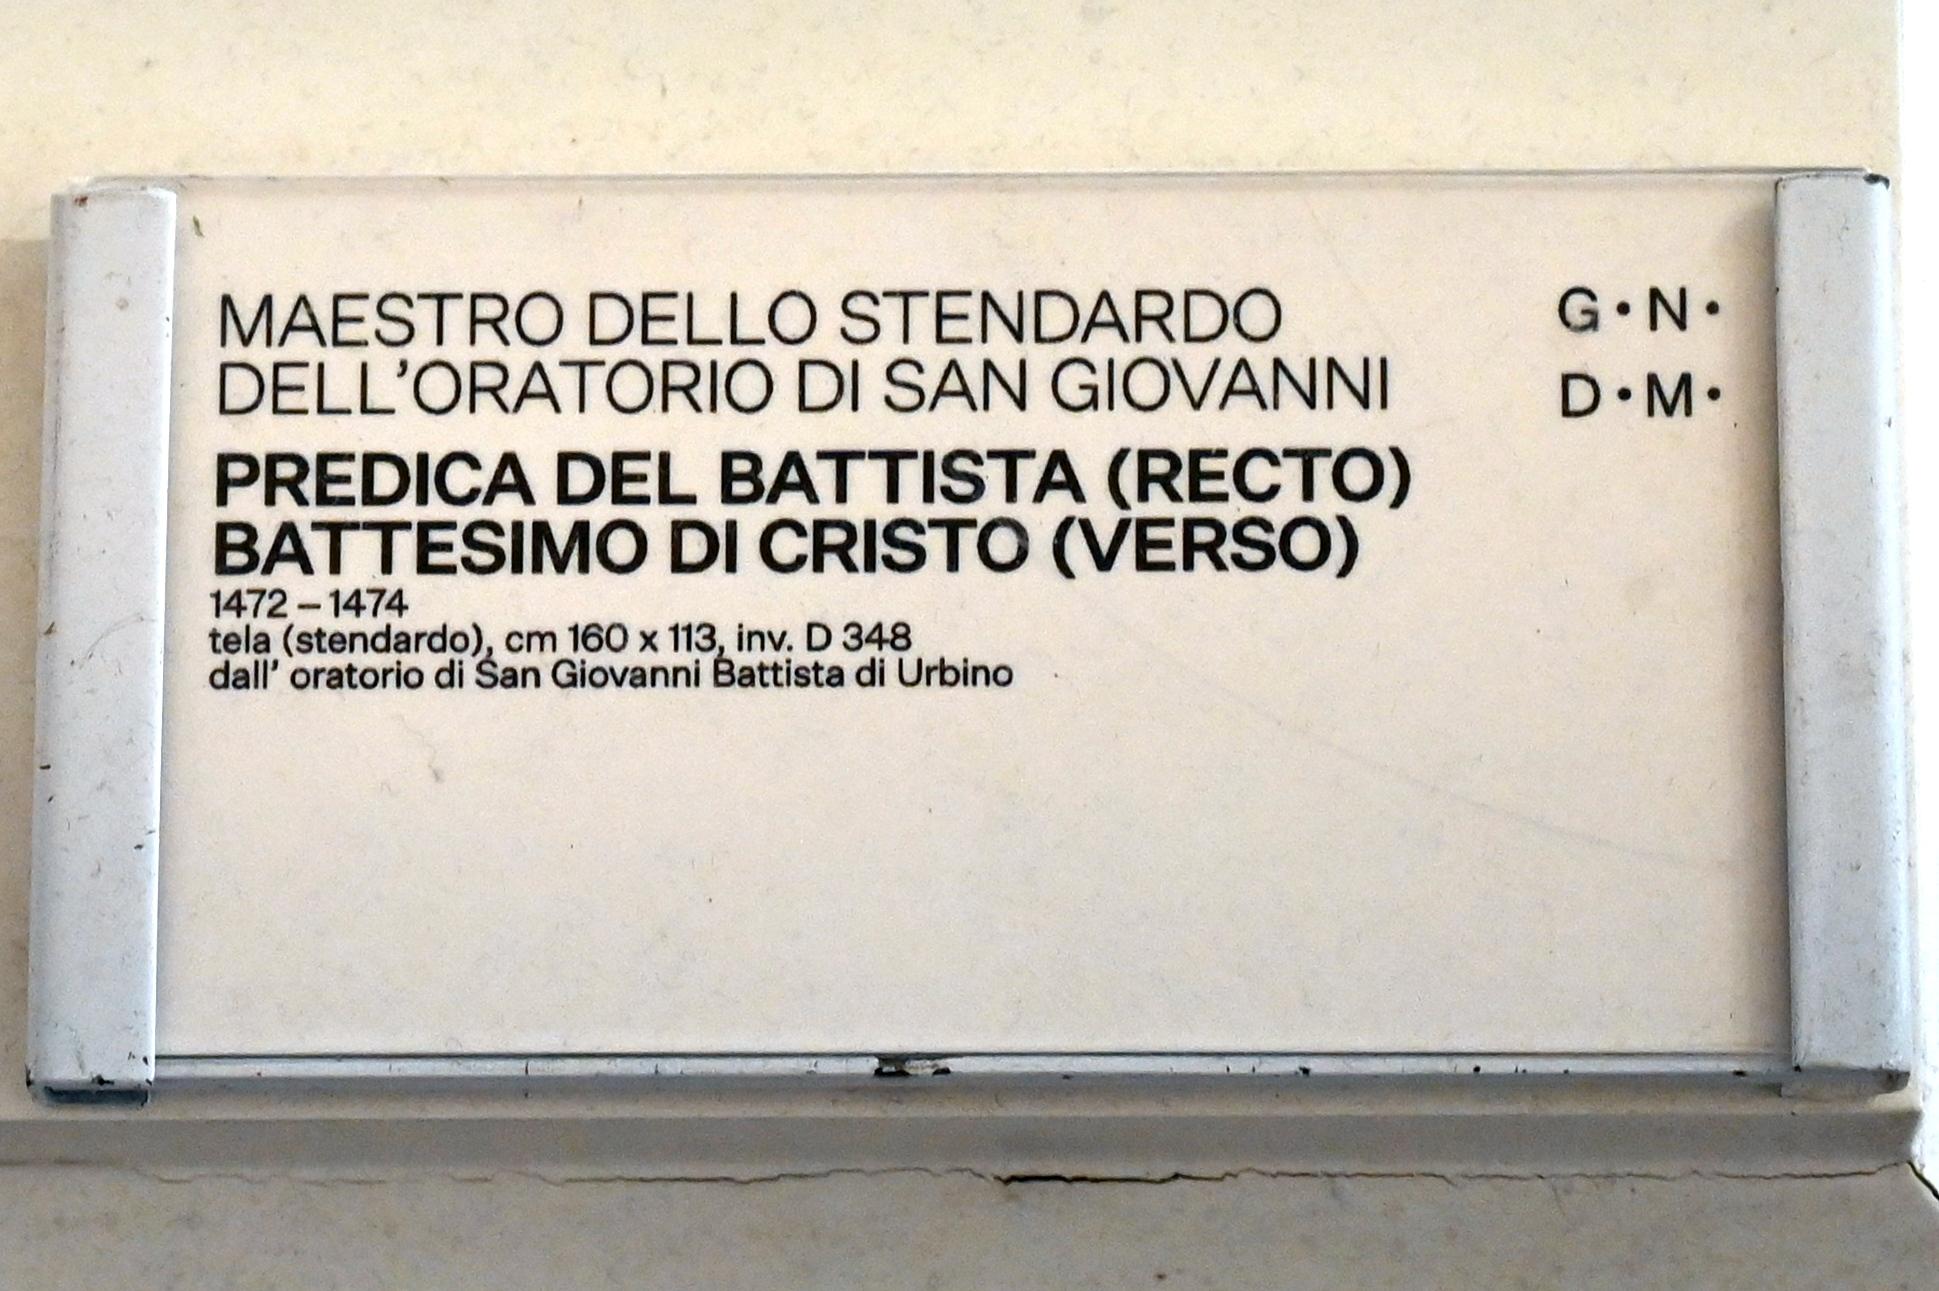 MAESTRO DELLO STENDARDO
DELL'ORATORIO DI SAN GIOVANNI
PREDICA DEL BATTISTA (RECTO)
BATTESIMO DI CRISTO (VERSO)
1472 – 1474
tela (stendardo), cm 160 x 113, inv. D 348
dall' oratorio di San Giovanni Battista di Urbino
G · N ·
D · M ·